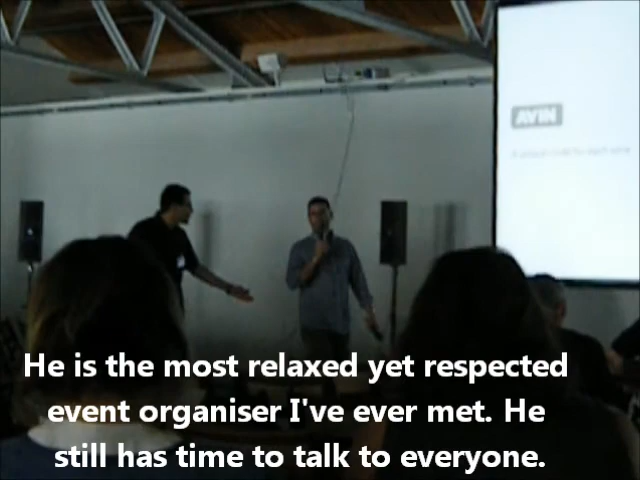 AVIN
He is the most relaxed yet respected
event organiser I've ever met. He
still has time to talk to everyone.